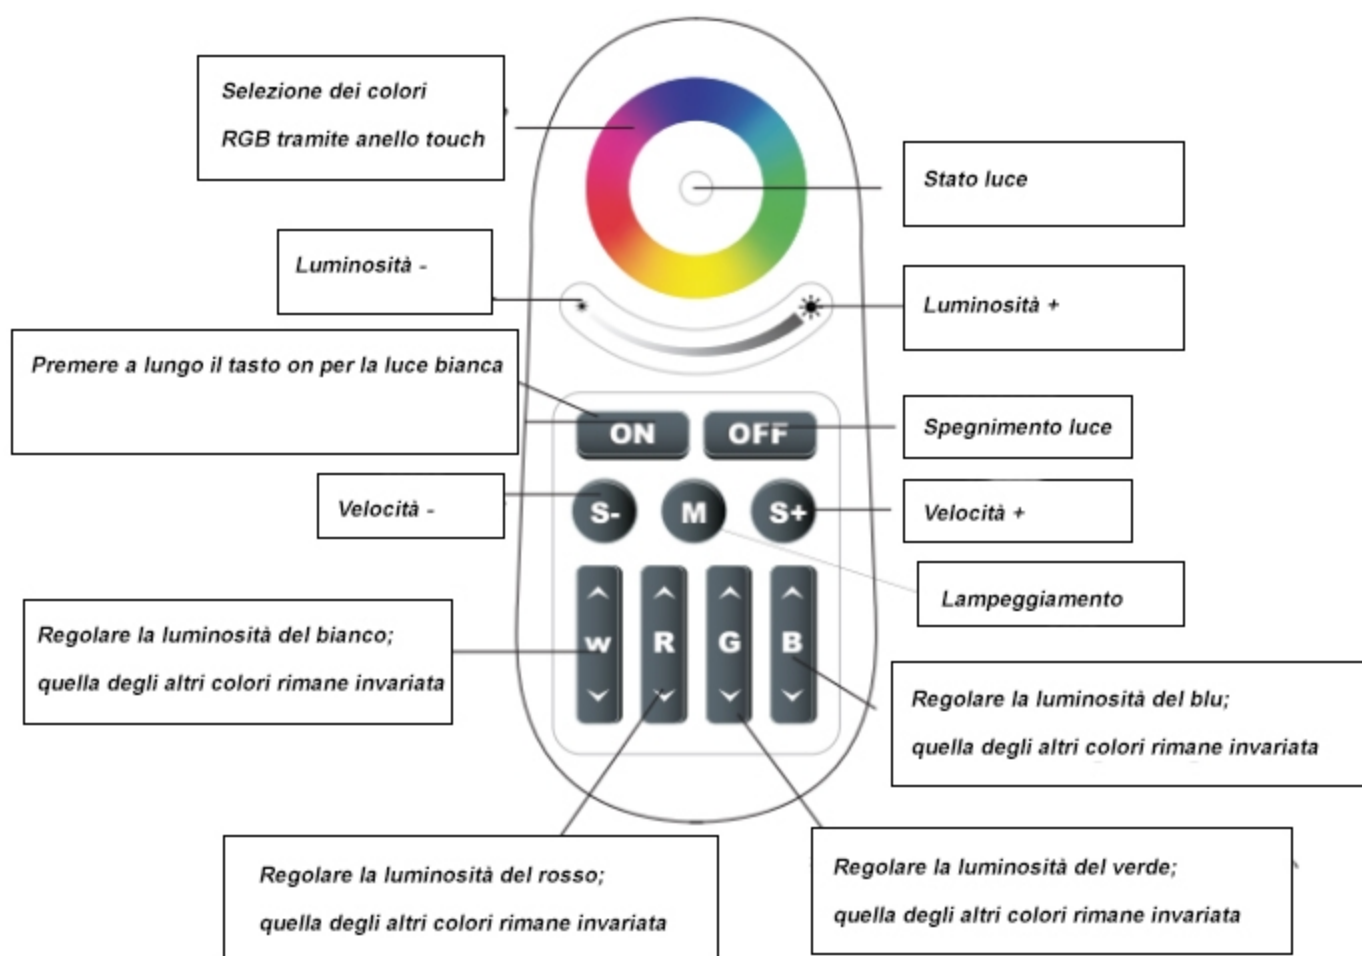 Selezione dei colori
RGB tramite anello touch
Stato luce
Luminosità -
Luminosità +
Premere a lungo il tasto on per la luce bianca
ON
OFF
Spegnimento luce
Velocità -
S-
M
S+
Velocità +
Lampeggiamento
Regolare la luminosità del bianco;
quella degli altri colori rimane invariata
W
R
G
B
Regolare la luminosità del blu;
quella degli altri colori rimane invariata
Regolare la luminosità del rosso;
quella degli altri colori rimane invariata
Regolare la luminosità del verde;
quella degli altri colori rimane invariata